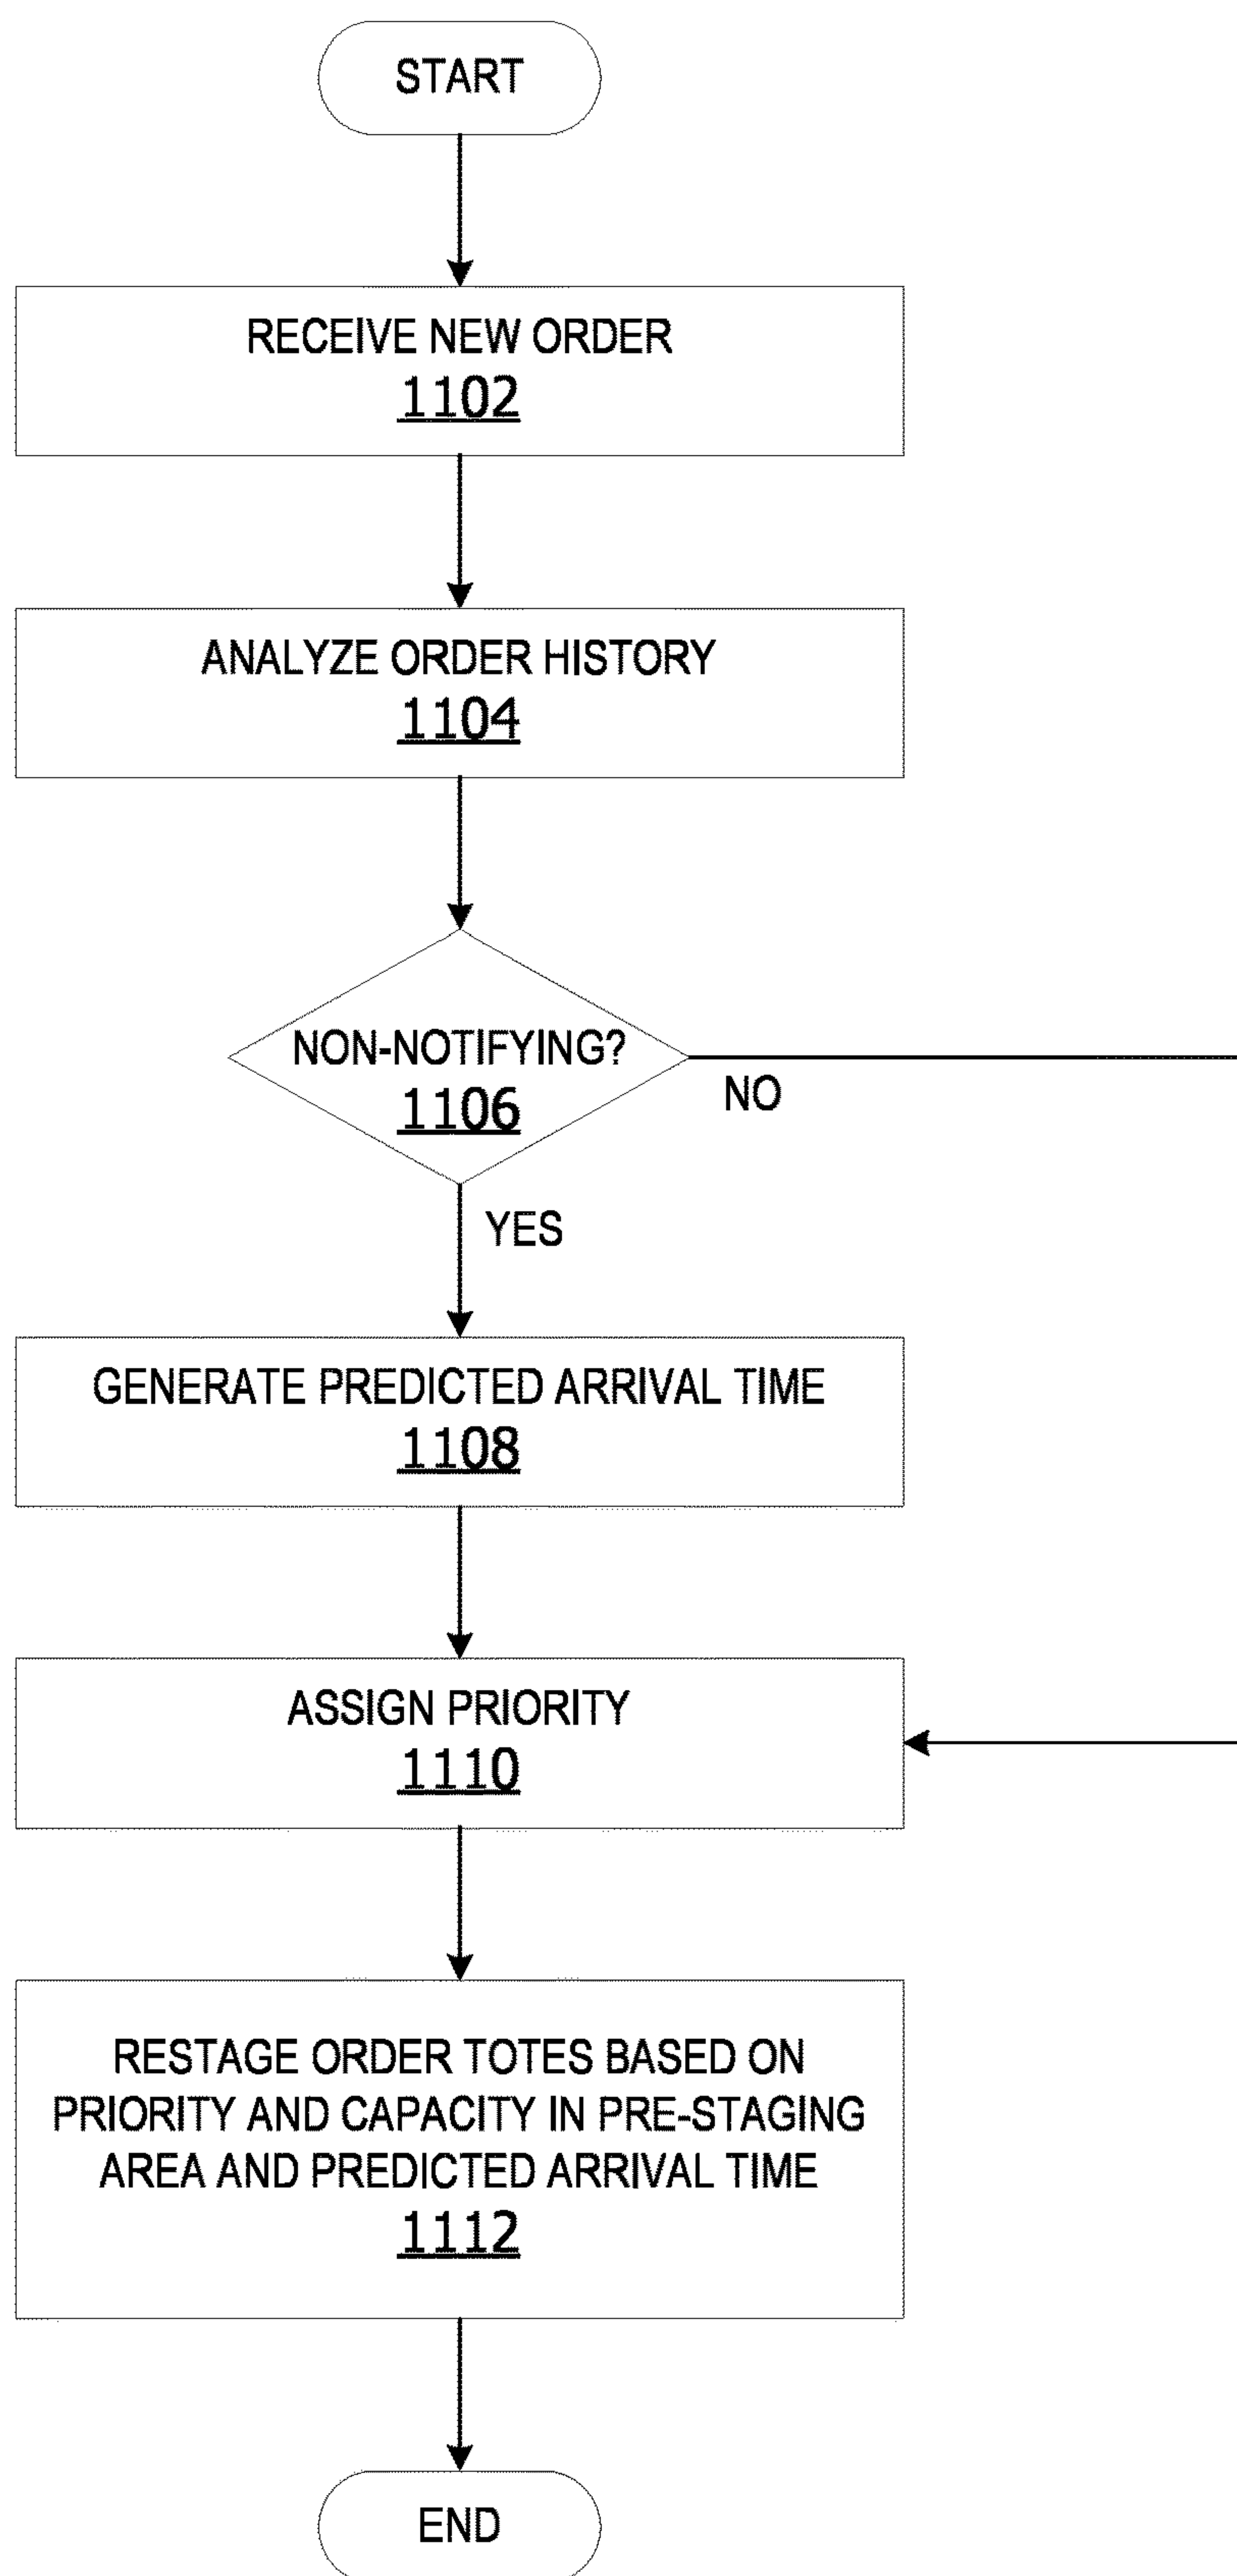 START
RECEIVE NEW ORDER
1102
ANALYZE ORDER HISTORY
1104
NON-NOTIFYING?
1106
NO
YES
GENERATE PREDICTED ARRIVAL TIME
1108
ASSIGN PRIORITY
1110
RESTAGE ORDER TOTES BASED ON
PRIORITY AND CAPACITY IN PRE-STAGING
AREA AND PREDICTED ARRIVAL TIME
1112
END